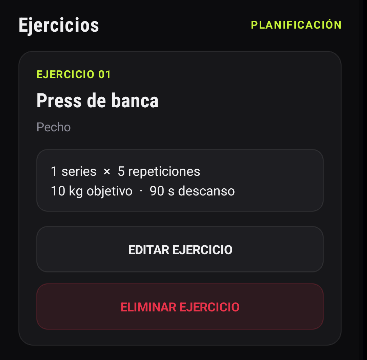 Ejercicios
PLANIFICACIÓN
EJERCICIO 01
Press de banca
Pecho
1 series × 5 repeticiones
10 kg objetivo · 90 s descanso
EDITAR EJERCICIO
ELIMINAR EJERCICIO